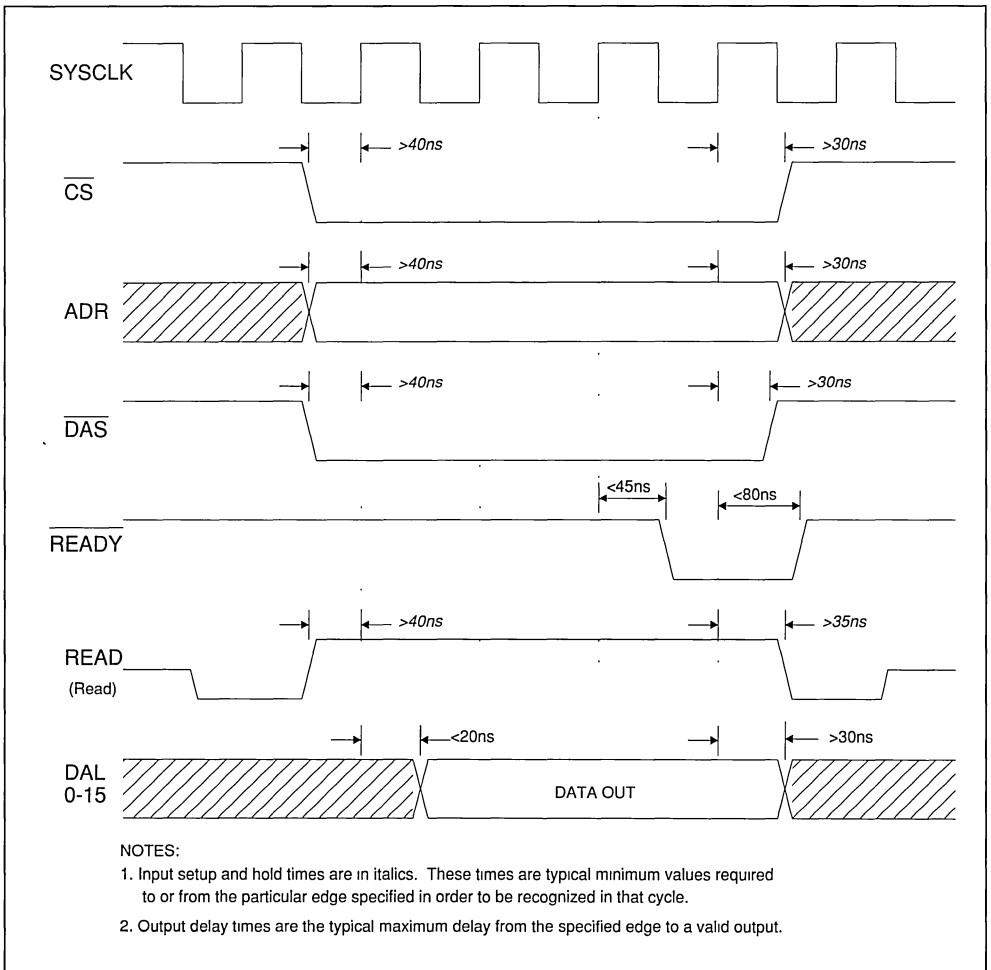 SYSCLK
>40ns >30ns
CS
>40ns >30ns
ADR
>40ns >30ns
DAS
<45ns <80ns
READY
>40ns >35ns
READ
(Read)
<20ns >30ns
DAL
0-15
DATA OUT
NOTES:
1. Input setup and hold times are in italics. These times are typical minimum values required
to or from the particular edge specified in order to be recognized in that cycle.
2. Output delay times are the typical maximum delay from the specified edge to a valid output.